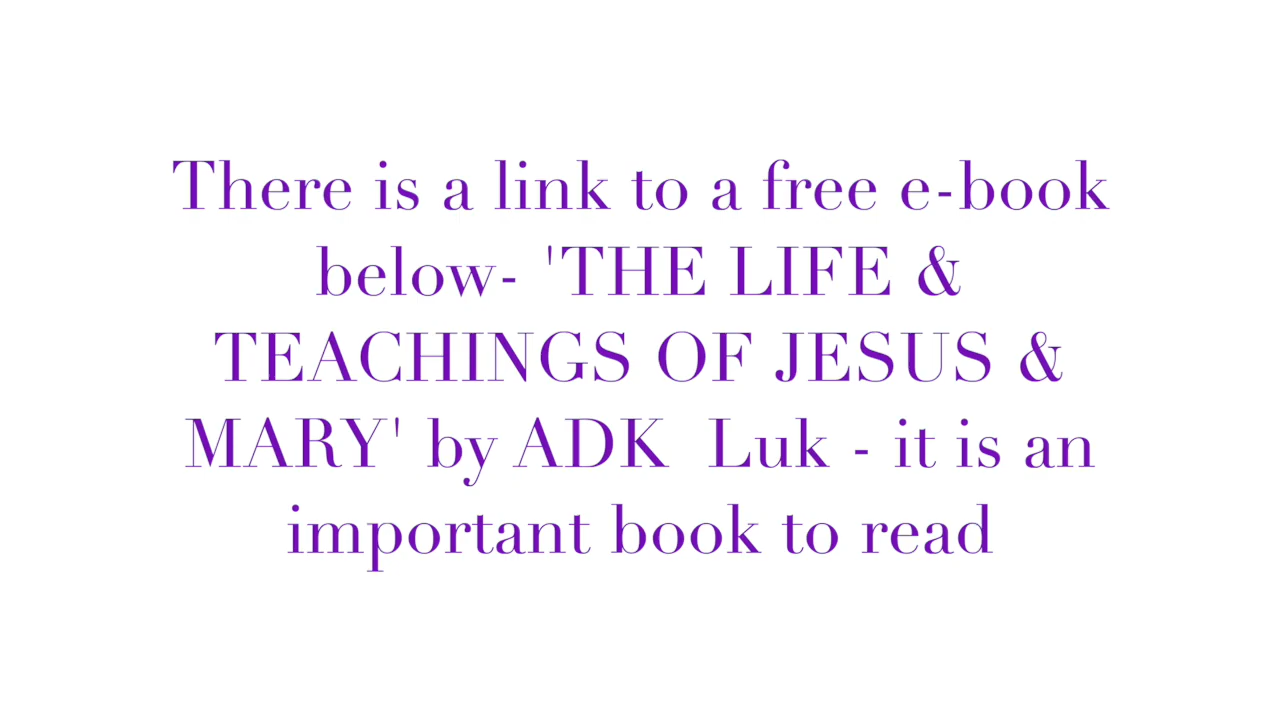 There is a link to a free e-book
below- 'THE LIFE &
TEACHINGS OF JESUS &
MARY' by ADK  Luk - it is an
important book to read